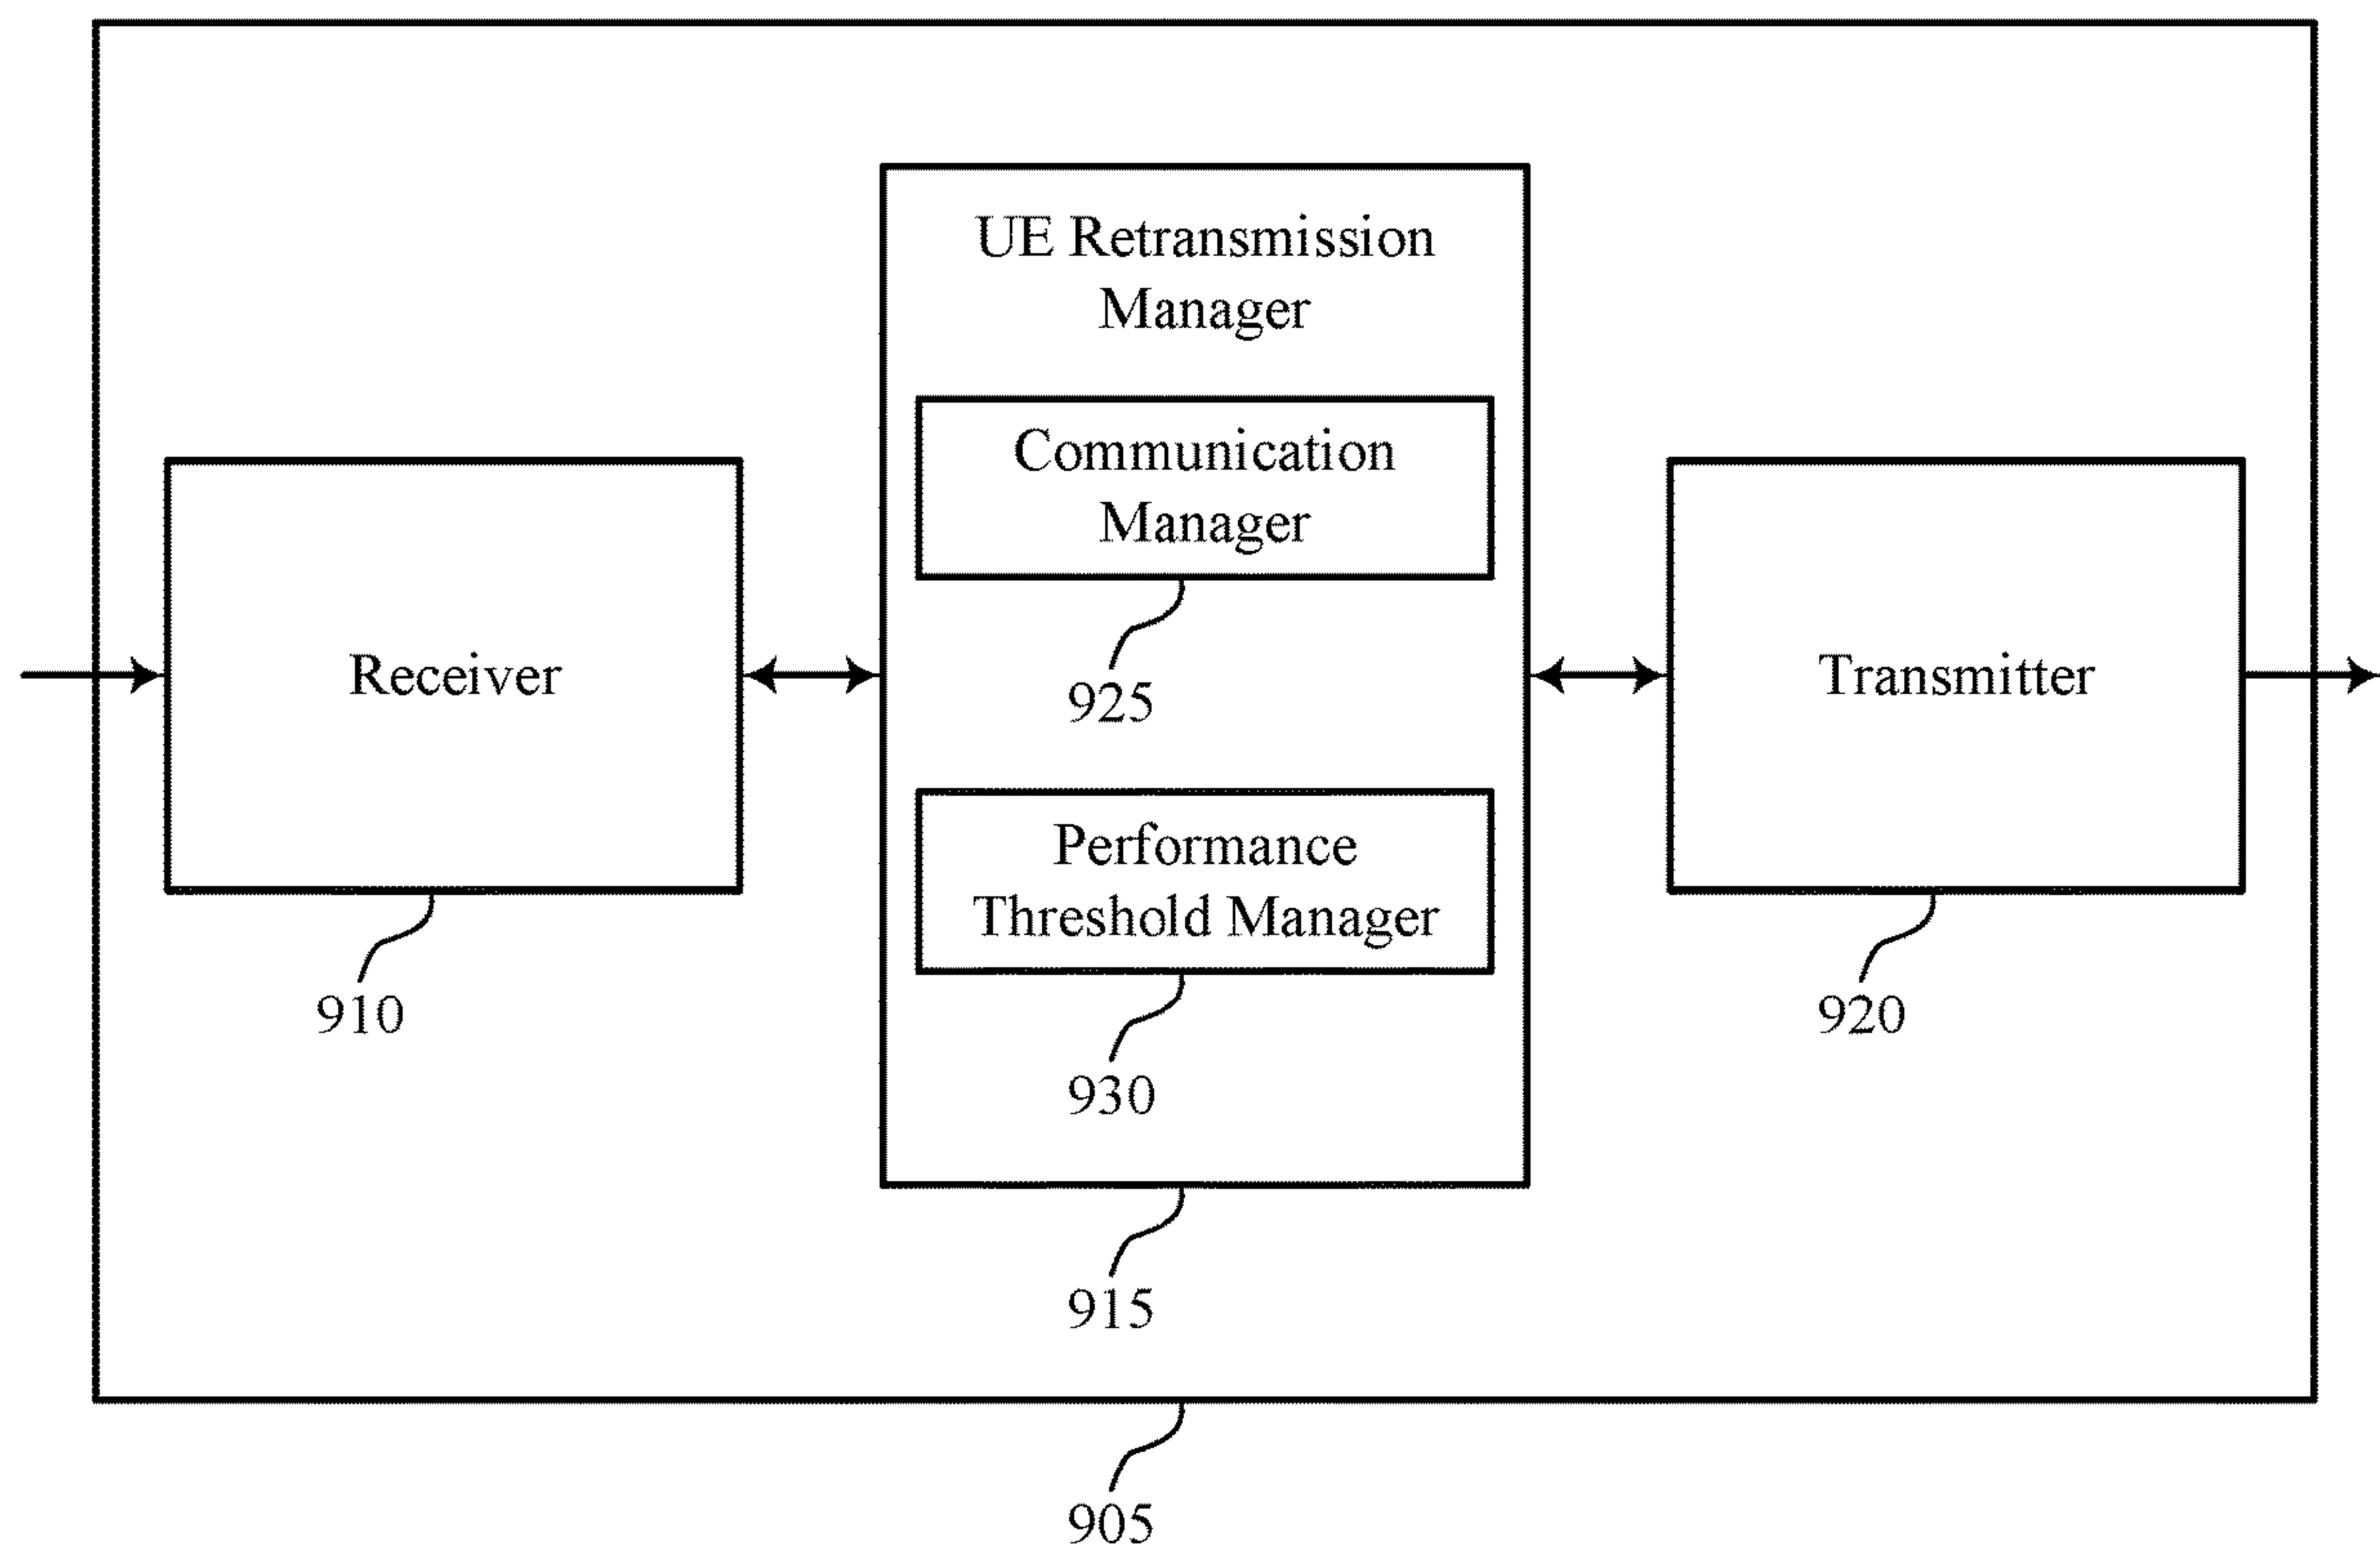 UE Retransmission
Manager
Communication
Manager
925
Receiver
910
Performance
Threshold Manager
930
Transmitter
920
915
905